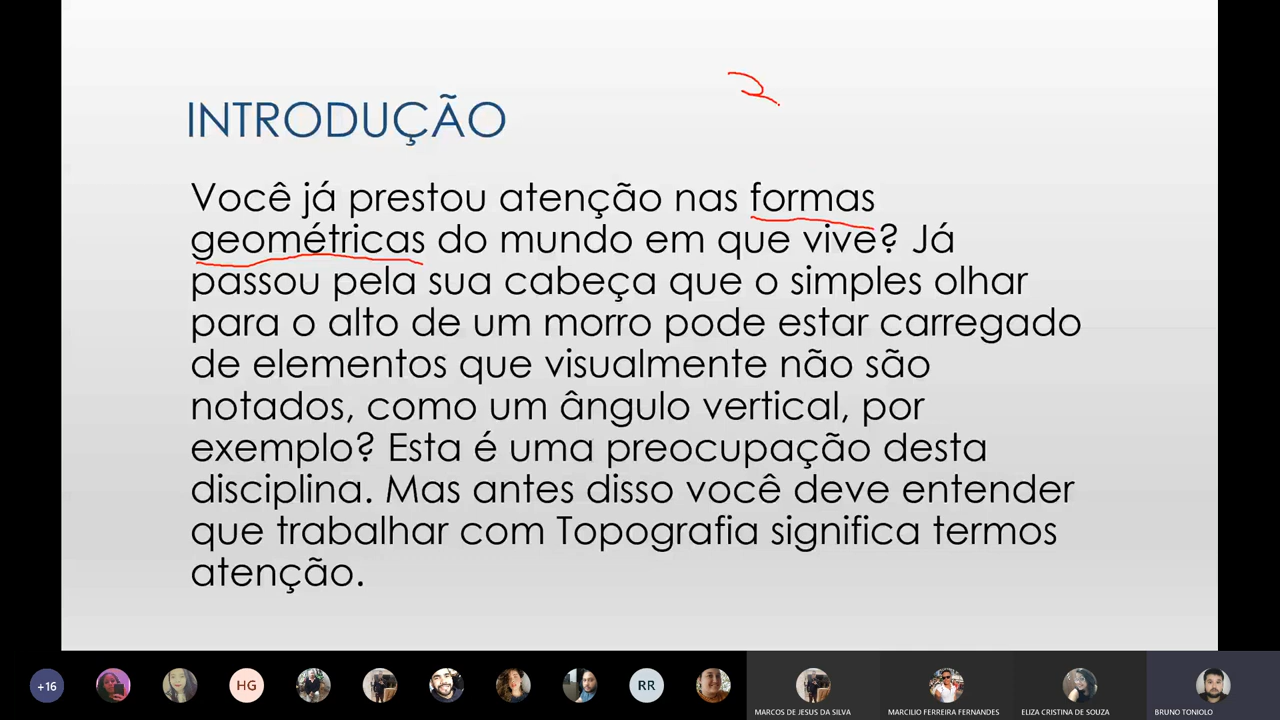 INTRODUÇÃO
Você já prestou atenção nas formas
geométricas do mundo em que vive? Já
passou pela sua cabeça que o simples olhar
para o alto de um morro pode estar carregado
de elementos que visualmente não são
notados, como um ângulo vertical, por
exemplo? Esta é uma preocupação desta
disciplina. Mas antes disso você deve entender
que trabalhar com Topografia significa termos
atenção.
+16
HG
RR
MARCOS DE JESUS DA SILVA
MARCILIO FERREIRA FERNANDES
ELIZA CRISTINA DE SOUZA
BRUNO TONIOLO